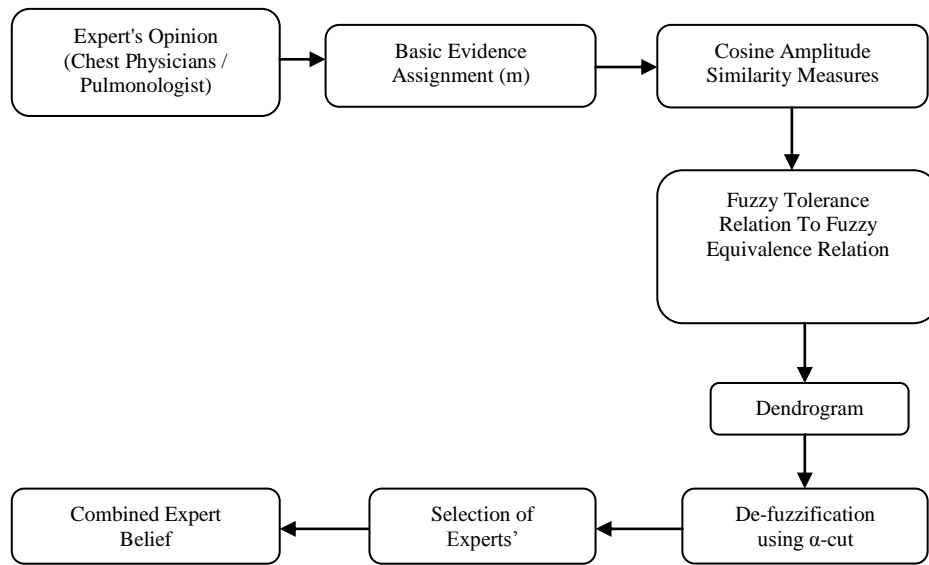 Expert's Opinion
(Chest Physicians /
Pulmonologist)
Basic Evidence
Assignment (m)
Cosine Amplitude
Similarity Measures
Fuzzy Tolerance
Relation To Fuzzy
Equivalence Relation
Dendrogram
De-fuzzification
using α-cut
Selection of
Experts’
Combined Expert
Belief